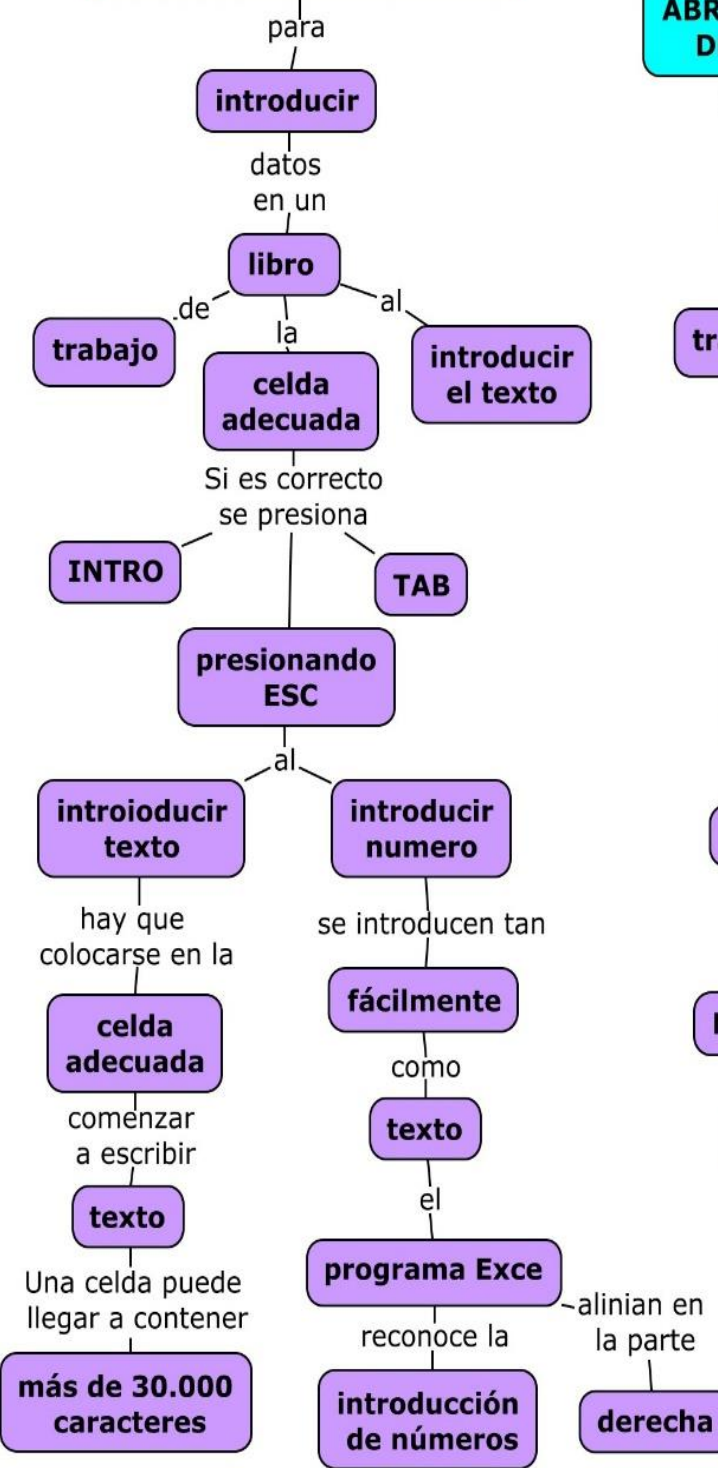 para
ABR
D
introducir
datos
en un
libro
de
la
al
trabajo
celda
adecuada
introducir
el texto
tr
Si es correcto
se presiona
INTRO
TAB
presionando
ESC
al
introioducir
texto
introducir
numero
hay que
colocarse en la
se introducen tan
celda
adecuada
fácilmente
como
comenzar
a escribir
texto
texto
el
Una celda puede
llegar a contener
programa Exce
alinian en
la parte
reconoce la
más de 30.000
caracteres
introducción
de números
derecha